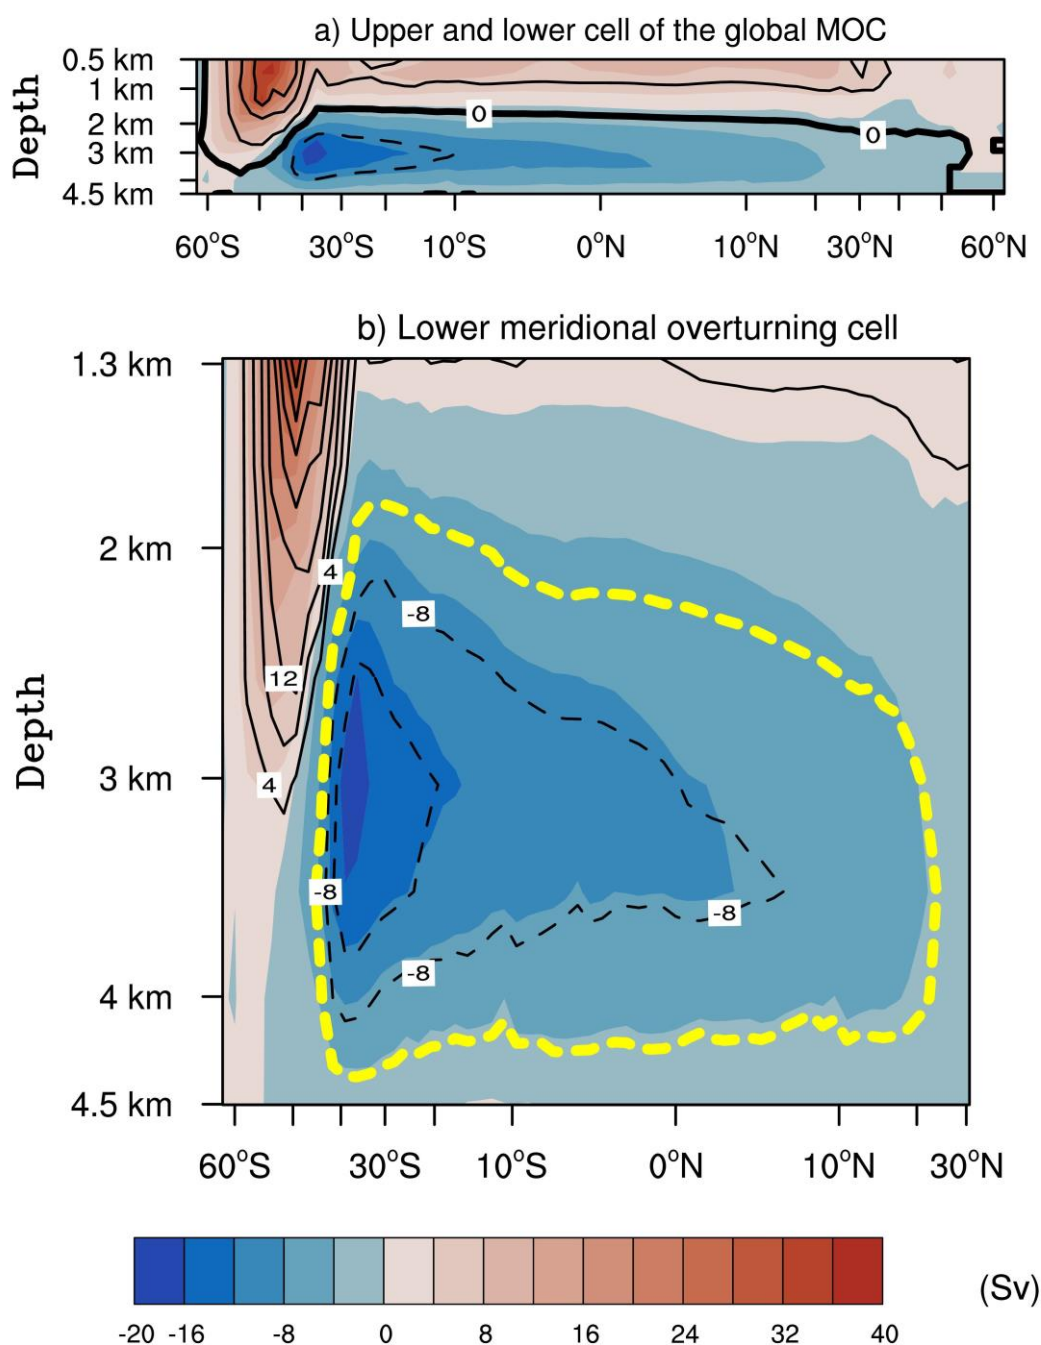 a) Upper and lower cell of the global MOC
0.5 km
1 km
2 km
3 km
4.5 km
Depth
0
0
60°S 30°S 10°S 0°N 10°N 30°N 60°N
b) Lower meridional overturning cell
1.3 km
2 km
3 km
4 km
4.5 km
Depth
4
-8
12
4
-8
-8
-8
60°S 30°S 10°S 0°N 10°N 30°N
(Sv)
-20 -16 -8 0 8 16 24 32 40